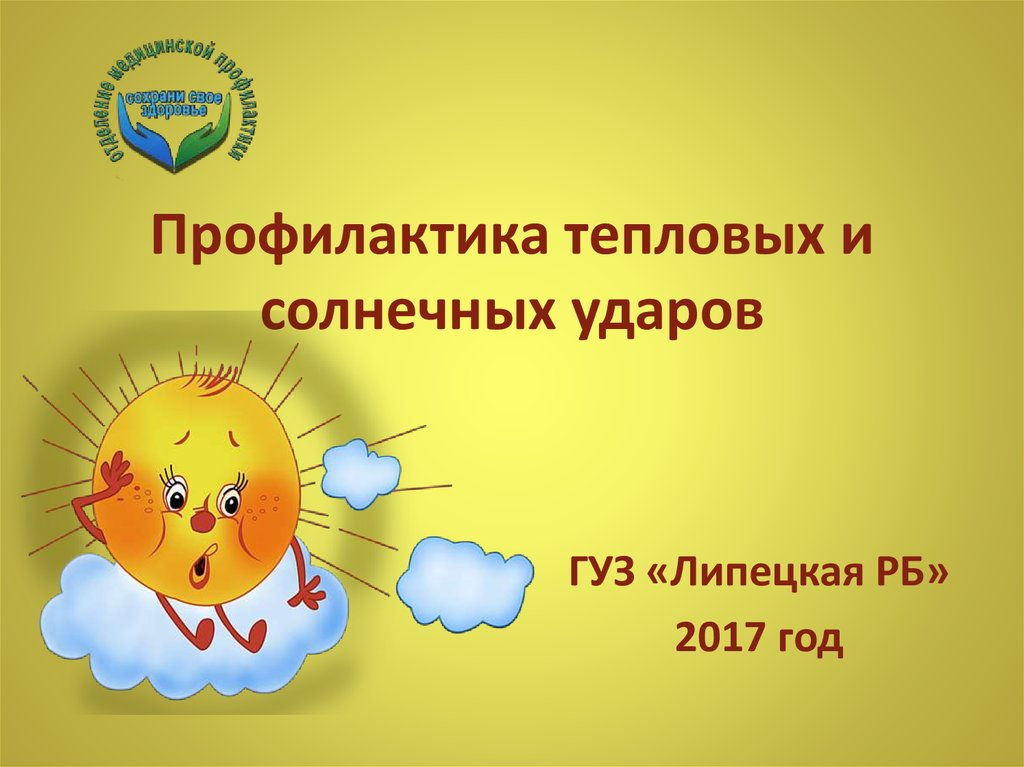 отделение медицинской профилактики
сохрани свое
здоровье
Профилактика тепловых и
солнечных ударов
ГУЗ «Липецкая РБ»
2017 год